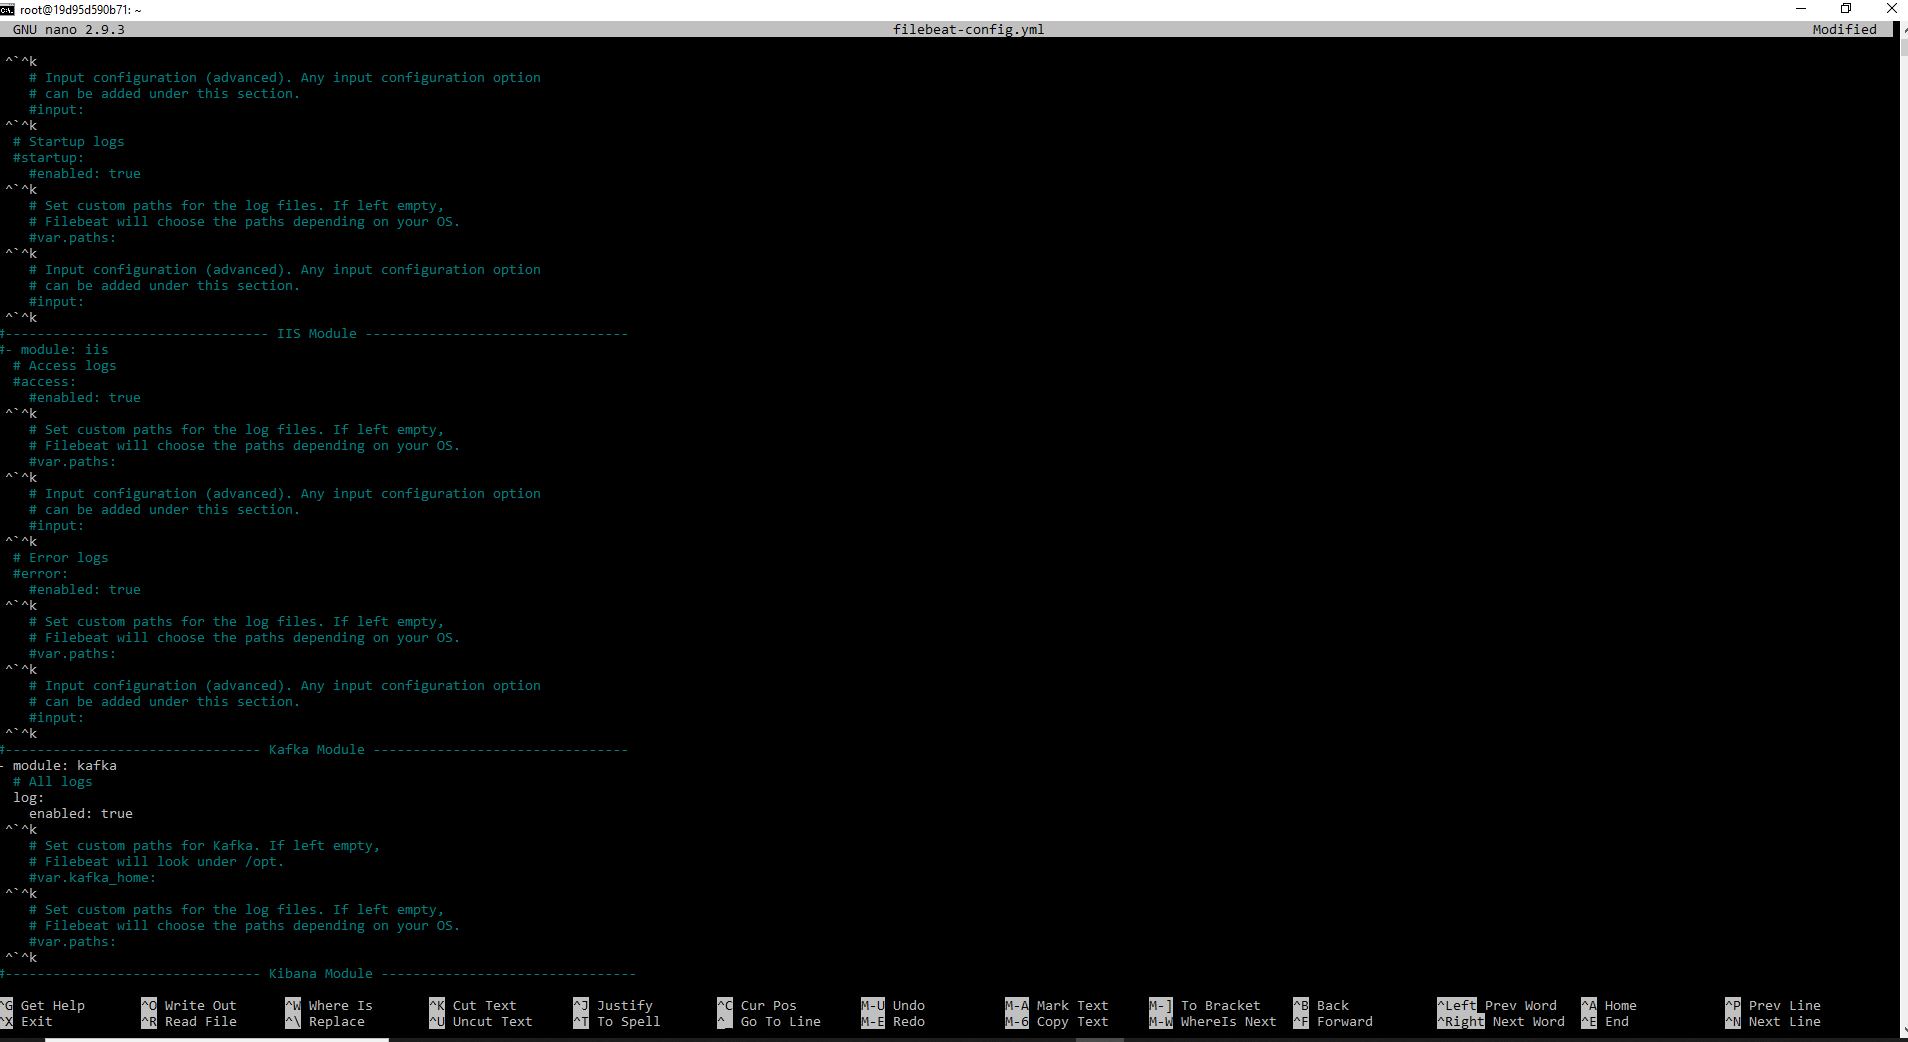 root@19d95d590b71: ~
GNU nano 2.9.3 filebeat-config.yml Modified
^`^k
# Input configuration (advanced). Any input configuration option
# can be added under this section.
#input:
^`^k
# Startup logs
#startup:
#enabled: true
^`^k
# Set custom paths for the log files. If left empty,
# Filebeat will choose the paths depending on your OS.
#var.paths:
^`^k
# Input configuration (advanced). Any input configuration option
# can be added under this section.
#input:
^`^k
#--------------------------------- IIS Module ---------------------------------
#- module: iis
# Access logs
#access:
#enabled: true
^`^k
# Set custom paths for the log files. If left empty,
# Filebeat will choose the paths depending on your OS.
#var.paths:
^`^k
# Input configuration (advanced). Any input configuration option
# can be added under this section.
#input:
^`^k
# Error logs
#error:
#enabled: true
^`^k
# Set custom paths for the log files. If left empty,
# Filebeat will choose the paths depending on your OS.
#var.paths:
^`^k
# Input configuration (advanced). Any input configuration option
# can be added under this section.
#input:
^`^k
#-------------------------------- Kafka Module --------------------------------
- module: kafka
# All logs
log:
enabled: true
^`^k
# Set custom paths for Kafka. If left empty,
# Filebeat will look under /opt.
#var.kafka_home:
^`^k
# Set custom paths for the log files. If left empty,
# Filebeat will choose the paths depending on your OS.
#var.paths:
^`^k
#-------------------------------- Kibana Module --------------------------------
^G Get Help ^O Write Out ^W Where Is ^K Cut Text ^J Justify ^C Cur Pos M-U Undo M-A Mark Text M-] To Bracket ^B Back ^Left Prev Word ^A Home ^P Prev Line
^X Exit ^R Read File ^\ Replace ^U Uncut Text ^T To Spell ^_ Go To Line M-E Redo M-6 Copy Text M-W WhereIs Next ^F Forward ^Right Next Word ^E End ^N Next Line